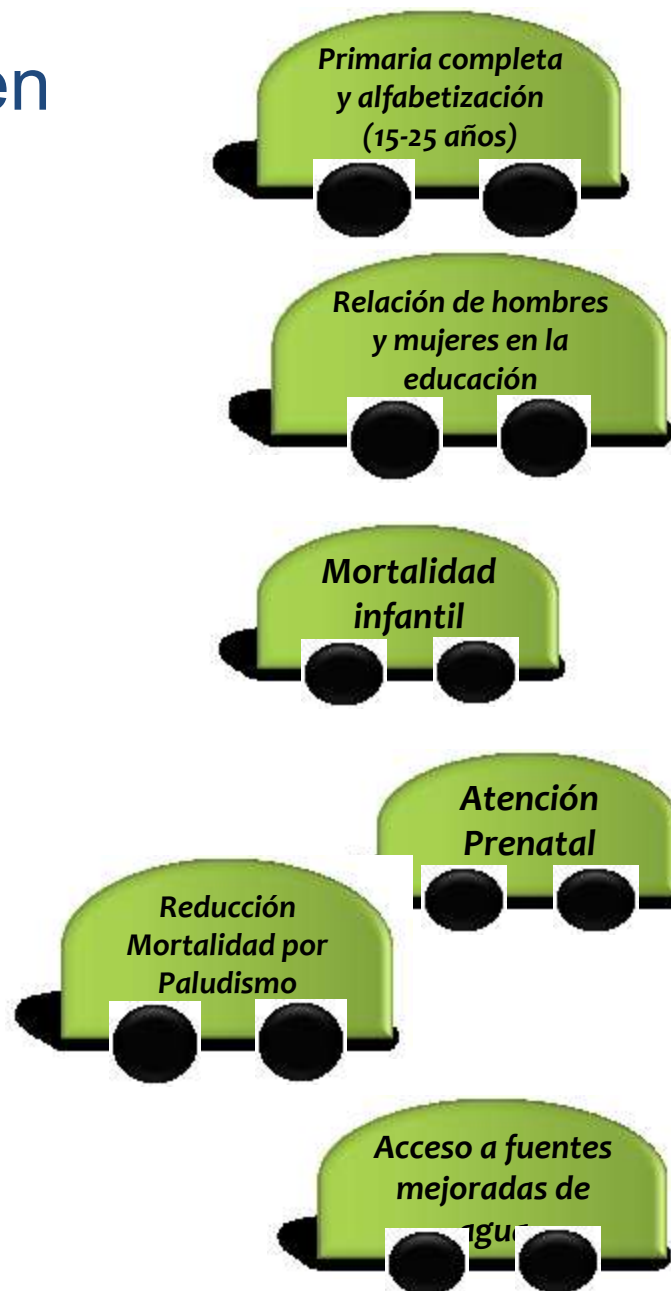 en
Primaria completa
y alfabetización
(15-25 años)
Relación de hombres
y mujeres en la
educación
Mortalidad
infantil
Atención
Prenatal
Reducción
Mortalidad por
Paludismo
Acceso a fuentes
mejoradas de
agua